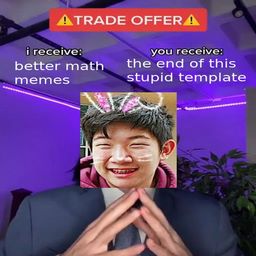 ⚠TRADE OFFER⚠
i receive:
better math
memes
you receive:
the end of this
stupid template